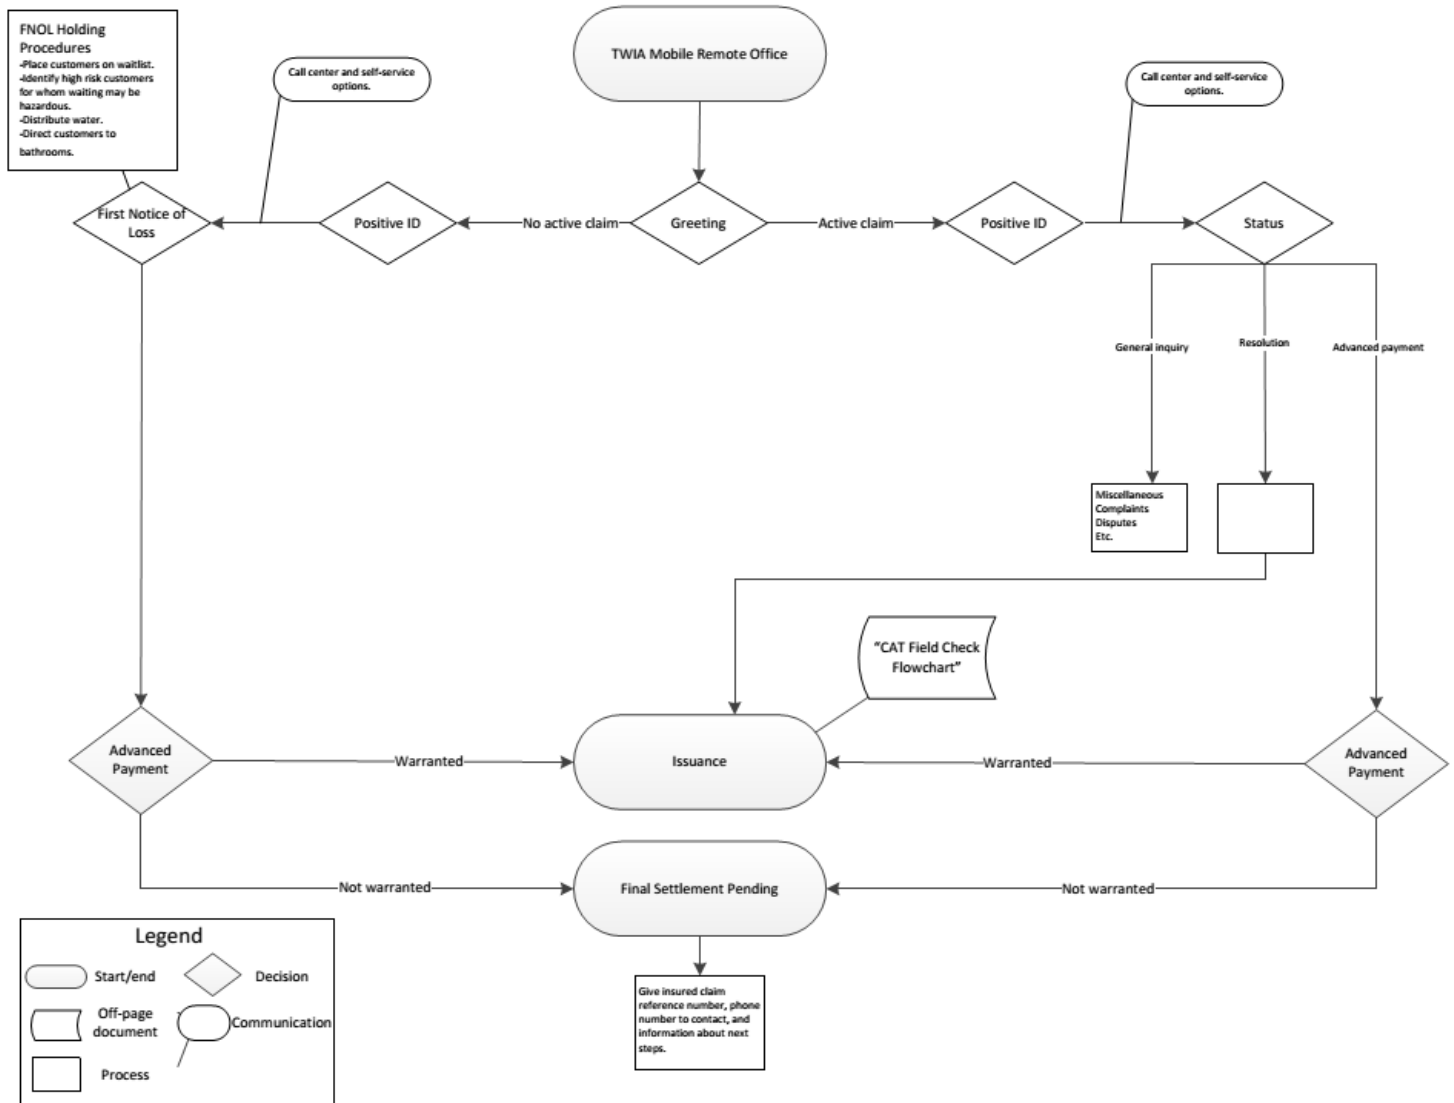 FNOL Holding
Procedures
-Place customers on waitlist.
-Identify high risk customers
for whom waiting may be
hazardous.
-Distribute water.
-Direct customers to
bathrooms.
Call center and self-service
options.
TWIA Mobile Remote Office
Call center and self-service
options.
First Notice of
Loss
Positive ID
No active claim
Greeting
Active claim
Positive ID
Status
General inquiry
Resolution
Advanced payment
Miscellaneous
Complaints
Disputes
Etc.
“CAT Field Check
Flowchart”
Advanced
Payment
Warranted
Issuance
Warranted
Advanced
Payment
Not warranted
Final Settlement Pending
Not warranted
Give insured claim
reference number, phone
number to contact, and
information about next
steps.
Legend
Start/end
Decision
Off-page
document
Communication
Process